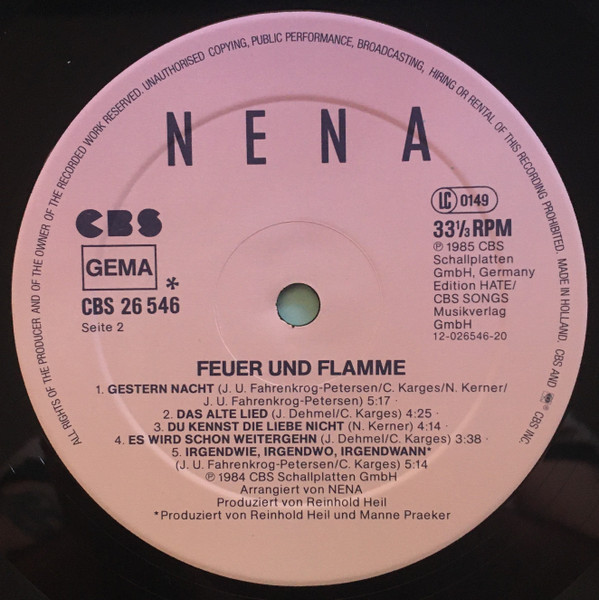 ALL RIGHTS OF THE PRODUCER AND OF THE OWNER OF THE RECORDED WORK RESERVED. UNAUTHORISED COPYING, PUBLIC PERFORMANCE, BROADCASTING, HIRING OR RENTAL OF THIS RECORDING PROHIBITED. MADE IN HOLLAND. CBS AND CBS INC.
NENA
CBS
GEMA
*
CBS 26 546
Seite 2
LC 0149
33⅓ RPM
℗ 1985 CBS
Schallplatten
GmbH, Germany
Edition HATE/
CBS SONGS
Musikverlag
GmbH
12-026546-20
FEUER UND FLAMME
1. GESTERN NACHT (J. U. Fahrenkrog-Petersen/C. Karges/N. Kerner/
J. U. Fahrenkrog-Petersen) 5:17 ·
2. DAS ALTE LIED (J. Dehmel/C. Karges) 4:25 ·
3. DU KENNST DIE LIEBE NICHT (N. Kerner) 4:14 ·
4. ES WIRD SCHON WEITERGEHN (J. Dehmel/C. Karges) 3:38 ·
5. IRGENDWIE, IRGENDWO, IRGENDWANN*
(J. U. Fahrenkrog-Petersen/C. Karges) 5:14
℗ 1984 CBS Schallplatten GmbH
Arrangiert von NENA
Produziert von Reinhold Heil
*Produziert von Reinhold Heil und Manne Praeker